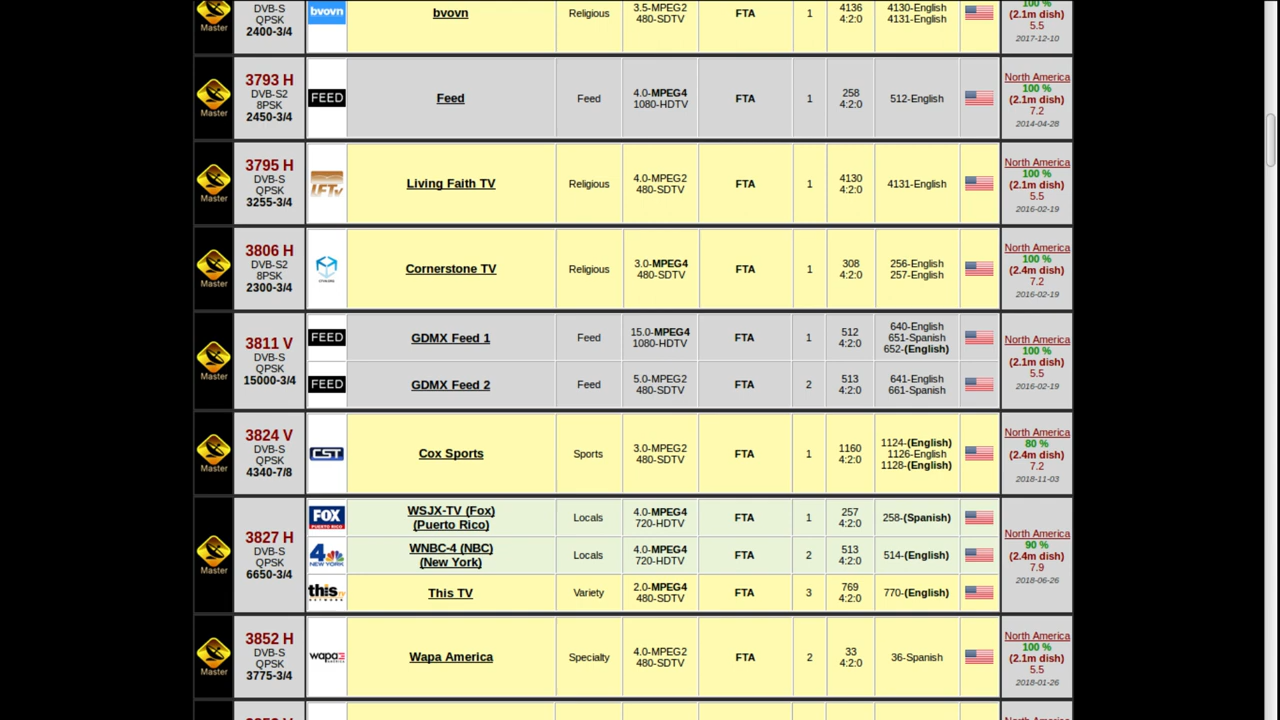 DVB-S
QPSK
2400-3/4
Master
bvovn
bvovn
Religious
3.5-MPEG2
480-SDTV
FTA
1
4136
4:2:0
4130-English
4131-English
100 %
(2.1m dish)
5.5
2017-12-10
Master
3793 H
DVB-S2
8PSK
2450-3/4
FEED
Feed
Feed
4.0-MPEG4
1080-HDTV
FTA
1
258
4:2:0
512-English
North America
100 %
(2.1m dish)
7.2
2014-04-28
Master
3795 H
DVB-S
QPSK
3255-3/4
LFTV
Living Faith TV
Religious
4.0-MPEG2
480-SDTV
FTA
1
4130
4:2:0
4131-English
North America
100 %
(2.1m dish)
5.5
2016-02-19
Master
3806 H
DVB-S2
8PSK
2300-3/4
Cornerstone TV
Religious
3.0-MPEG4
480-SDTV
FTA
1
308
4:2:0
256-English
257-English
North America
100 %
(2.4m dish)
7.2
2016-02-19
Master
3811 V
DVB-S
QPSK
15000-3/4
FEED
GDMX Feed 1
Feed
15.0-MPEG4
1080-HDTV
FTA
1
512
4:2:0
640-English
651-Spanish
652-(English)
FEED
GDMX Feed 2
Feed
5.0-MPEG2
480-SDTV
FTA
2
513
4:2:0
641-English
661-Spanish
North America
100 %
(2.1m dish)
5.5
2016-02-19
Master
3824 V
DVB-S
QPSK
4340-7/8
CST
Cox Sports
Sports
3.0-MPEG2
480-SDTV
FTA
1
1160
4:2:0
1124-(English)
1126-English
1128-(English)
North America
80 %
(2.4m dish)
7.2
2018-11-03
Master
3827 H
DVB-S
QPSK
6650-3/4
FOX
PUERTO RICO
WSJX-TV (Fox)
(Puerto Rico)
Locals
4.0-MPEG4
720-HDTV
FTA
1
257
4:2:0
258-(Spanish)
4
NEW YORK
WNBC-4 (NBC)
(New York)
Locals
4.0-MPEG4
720-HDTV
FTA
2
513
4:2:0
514-(English)
this tv
NETWORK
This TV
Variety
2.0-MPEG4
480-SDTV
FTA
3
769
4:2:0
770-(English)
North America
90 %
(2.4m dish)
7.9
2018-06-26
Master
3852 H
DVB-S
QPSK
3775-3/4
wapa
Wapa America
Specialty
4.0-MPEG2
480-SDTV
FTA
2
33
4:2:0
36-Spanish
North America
100 %
(2.1m dish)
5.5
2018-01-26